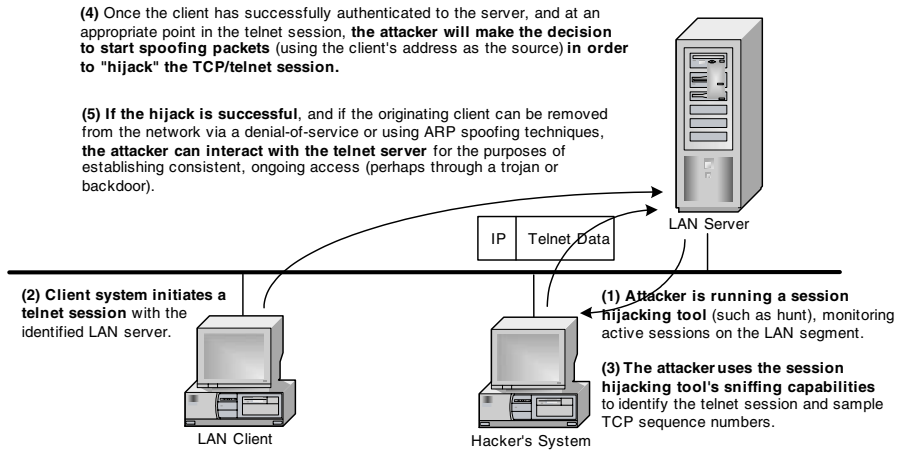 (4) Once the client has successfully authenticated to the server, and at an
appropriate point in the telnet session, the attacker will make the decision
to start spoofing packets (using the client's address as the source) in order
to "hijack" the TCP/telnet session.
(5) If the hijack is successful, and if the originating client can be removed
from the network via a denial-of-service or using ARP spoofing techniques,
the attacker can interact with the telnet server for the purposes of
establishing consistent, ongoing access (perhaps through a trojan or
backdoor).
LAN Server
IP
Telnet Data
(2) Client system initiates a
telnet session with the
identified LAN server.
(1) Attacker is running a session
hijacking tool (such as hunt), monitoring
active sessions on the LAN segment.
(3) The attacker uses the session
hijacking tool's sniffing capabilities
to identify the telnet session and sample
TCP sequence numbers.
LAN Client
Hacker's System